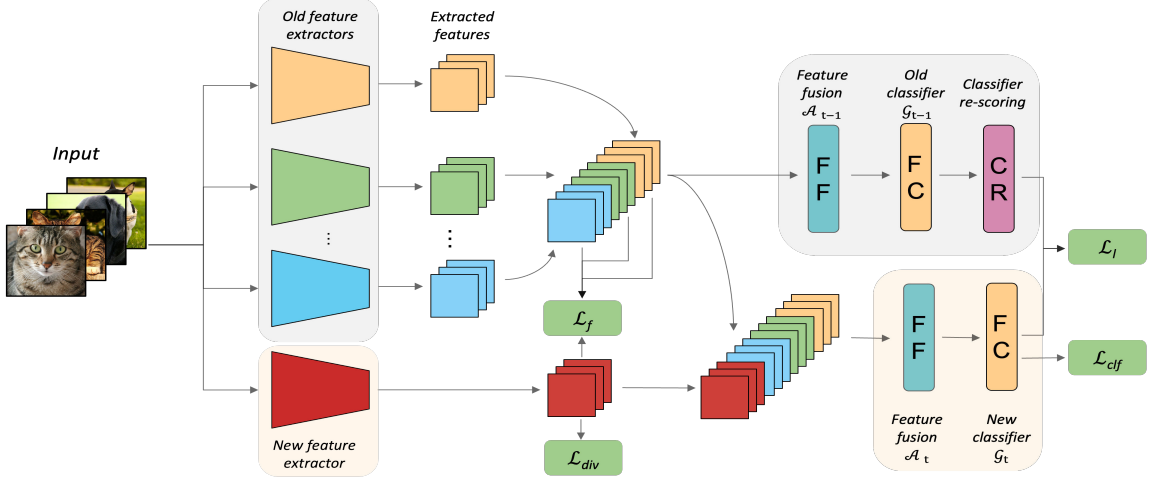 Old feature
extractors
Extracted
features
Input
...
...
ℒf
New feature
extractor
ℒdiv
Feature
fusion
𝒜 t−1
Old
classifier
𝒢t−1
Classifier
re-scoring
F
F
F
C
C
R
ℒl
F
F
F
C
ℒclf
Feature
fusion
𝒜 t
New
classifier
𝒢t